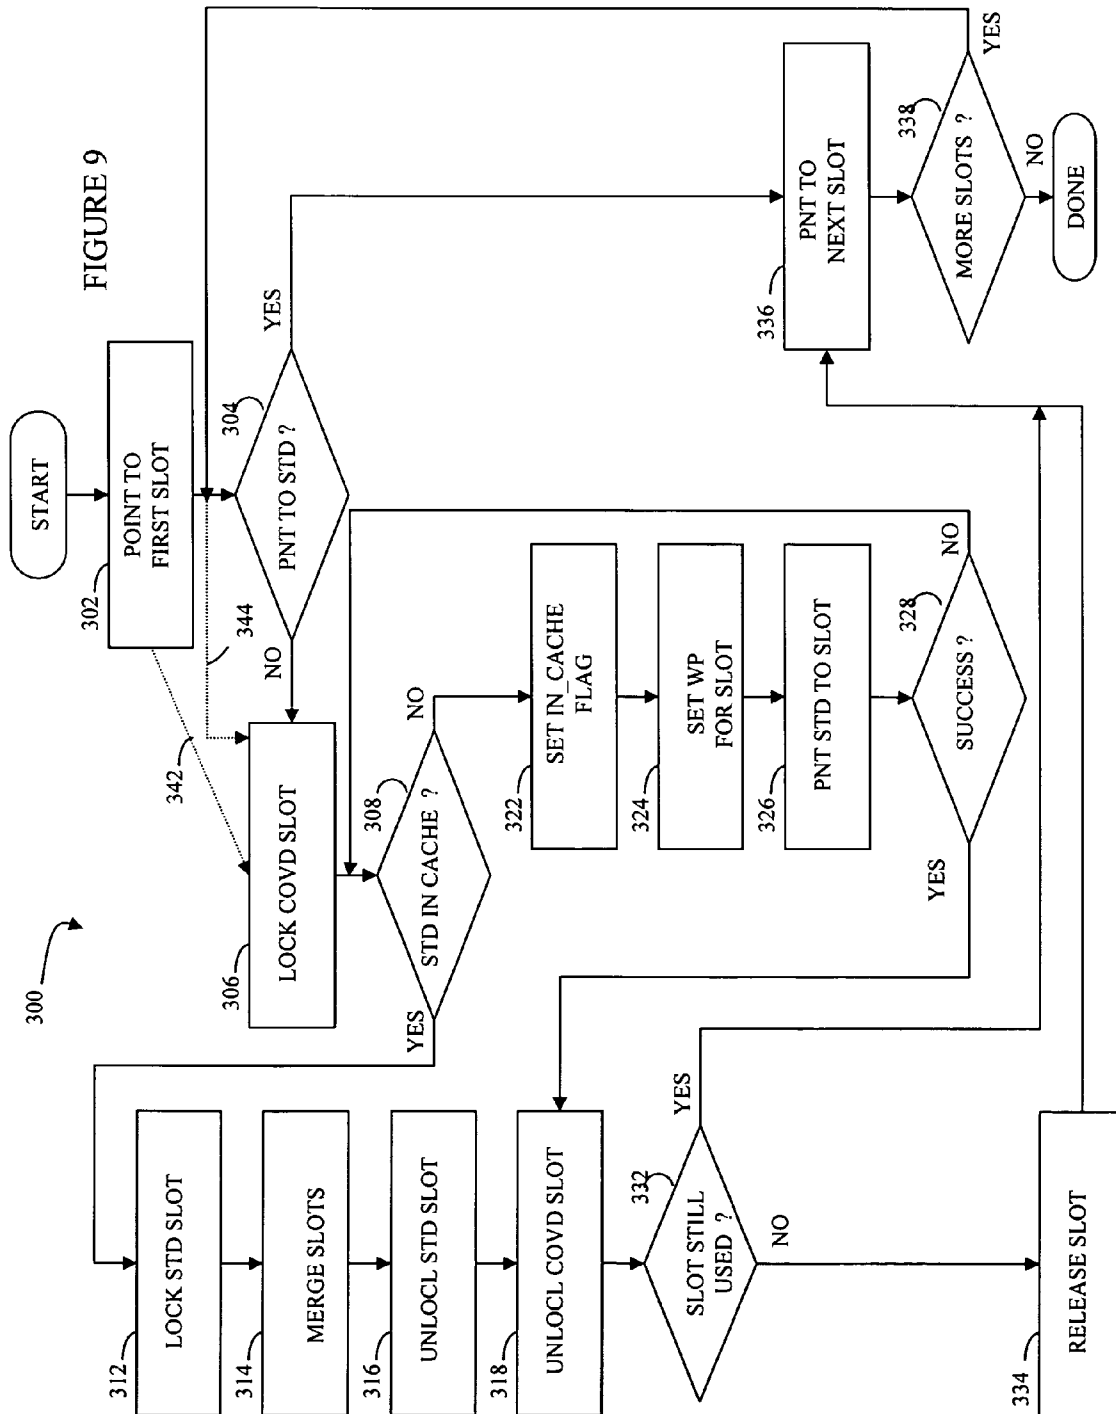 FIGURE 9
300
START
302
POINT TO
FIRST SLOT
342
344
304
PNT TO STD ?
YES
NO
306
LOCK COVD SLOT
308
STD IN CACHE ?
YES
NO
312
LOCK STD SLOT
314
MERGE SLOTS
316
UNLOCL STD SLOT
318
UNLOCL COVD SLOT
322
SET IN_CACHE
FLAG
324
SET WP
FOR SLOT
326
PNT STD TO SLOT
328
SUCCESS ?
YES
NO
332
SLOT STILL
USED ?
YES
NO
334
RELEASE SLOT
336
PNT TO
NEXT SLOT
338
MORE SLOTS ?
YES
NO
DONE